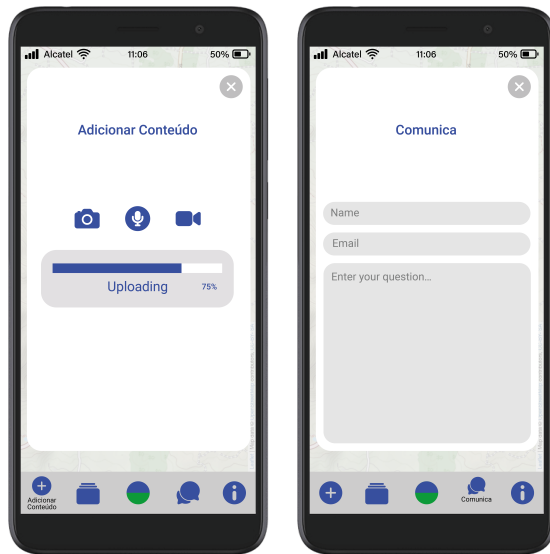 Alcatel 11:06 50%
Adicionar Conteúdo
Uploading 75%
Adicionar
Conteúdo
Alcatel 11:06 50%
Comunica
Name
Email
Enter your question...
Comunica